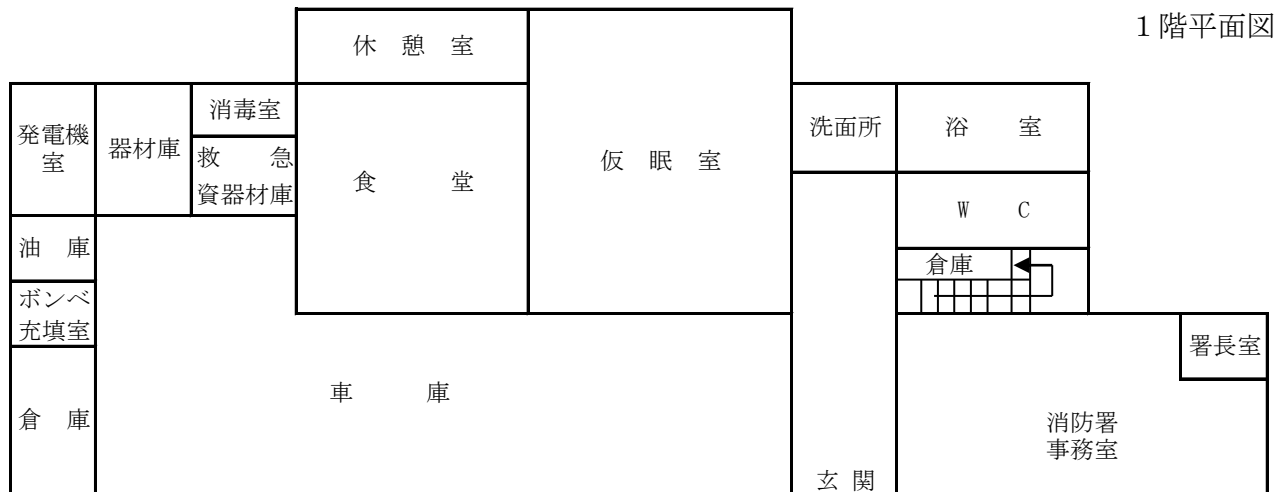 1階平面図
休憩室
発電機
室
器材庫
消毒室
救急
資器材庫
食堂
仮眠室
洗面所
浴室
WC
油庫
倉庫
ボンベ
充填室
署長室
倉庫
車庫
消防署
事務室
玄関